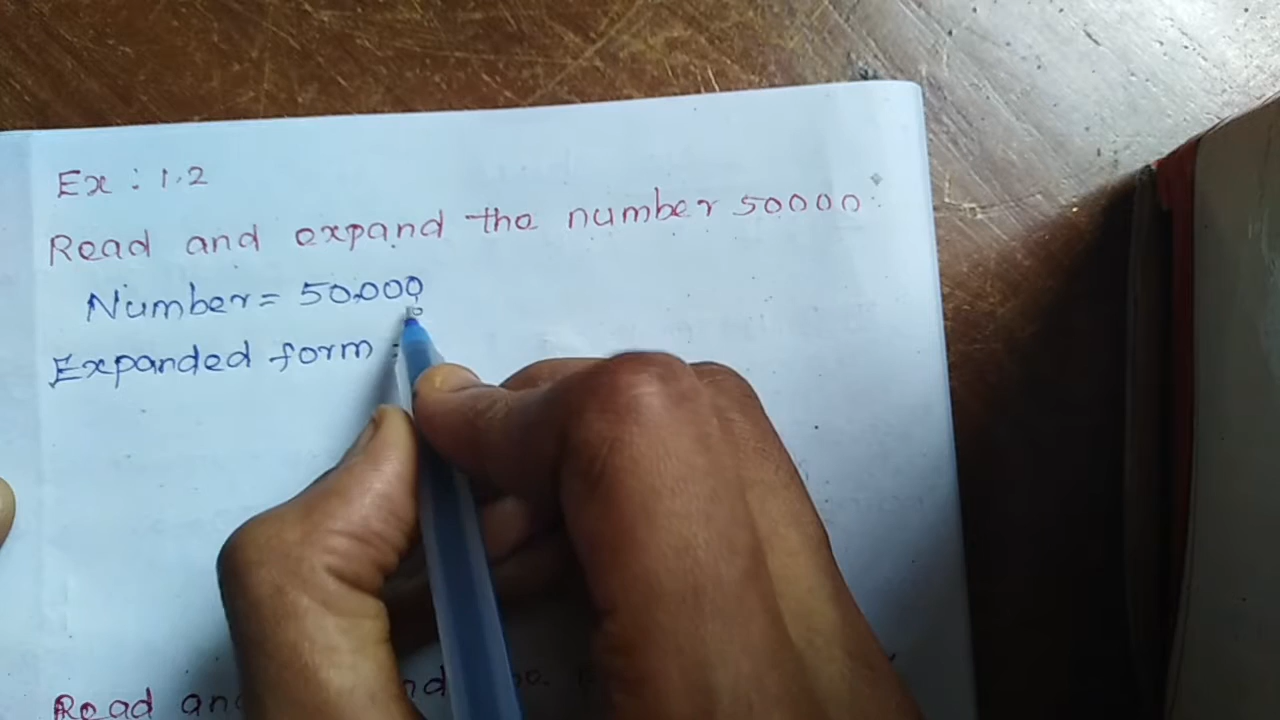 Ex : 1.2
Read and expand the number 50000:
Number = 50,000
Expanded form :
Read